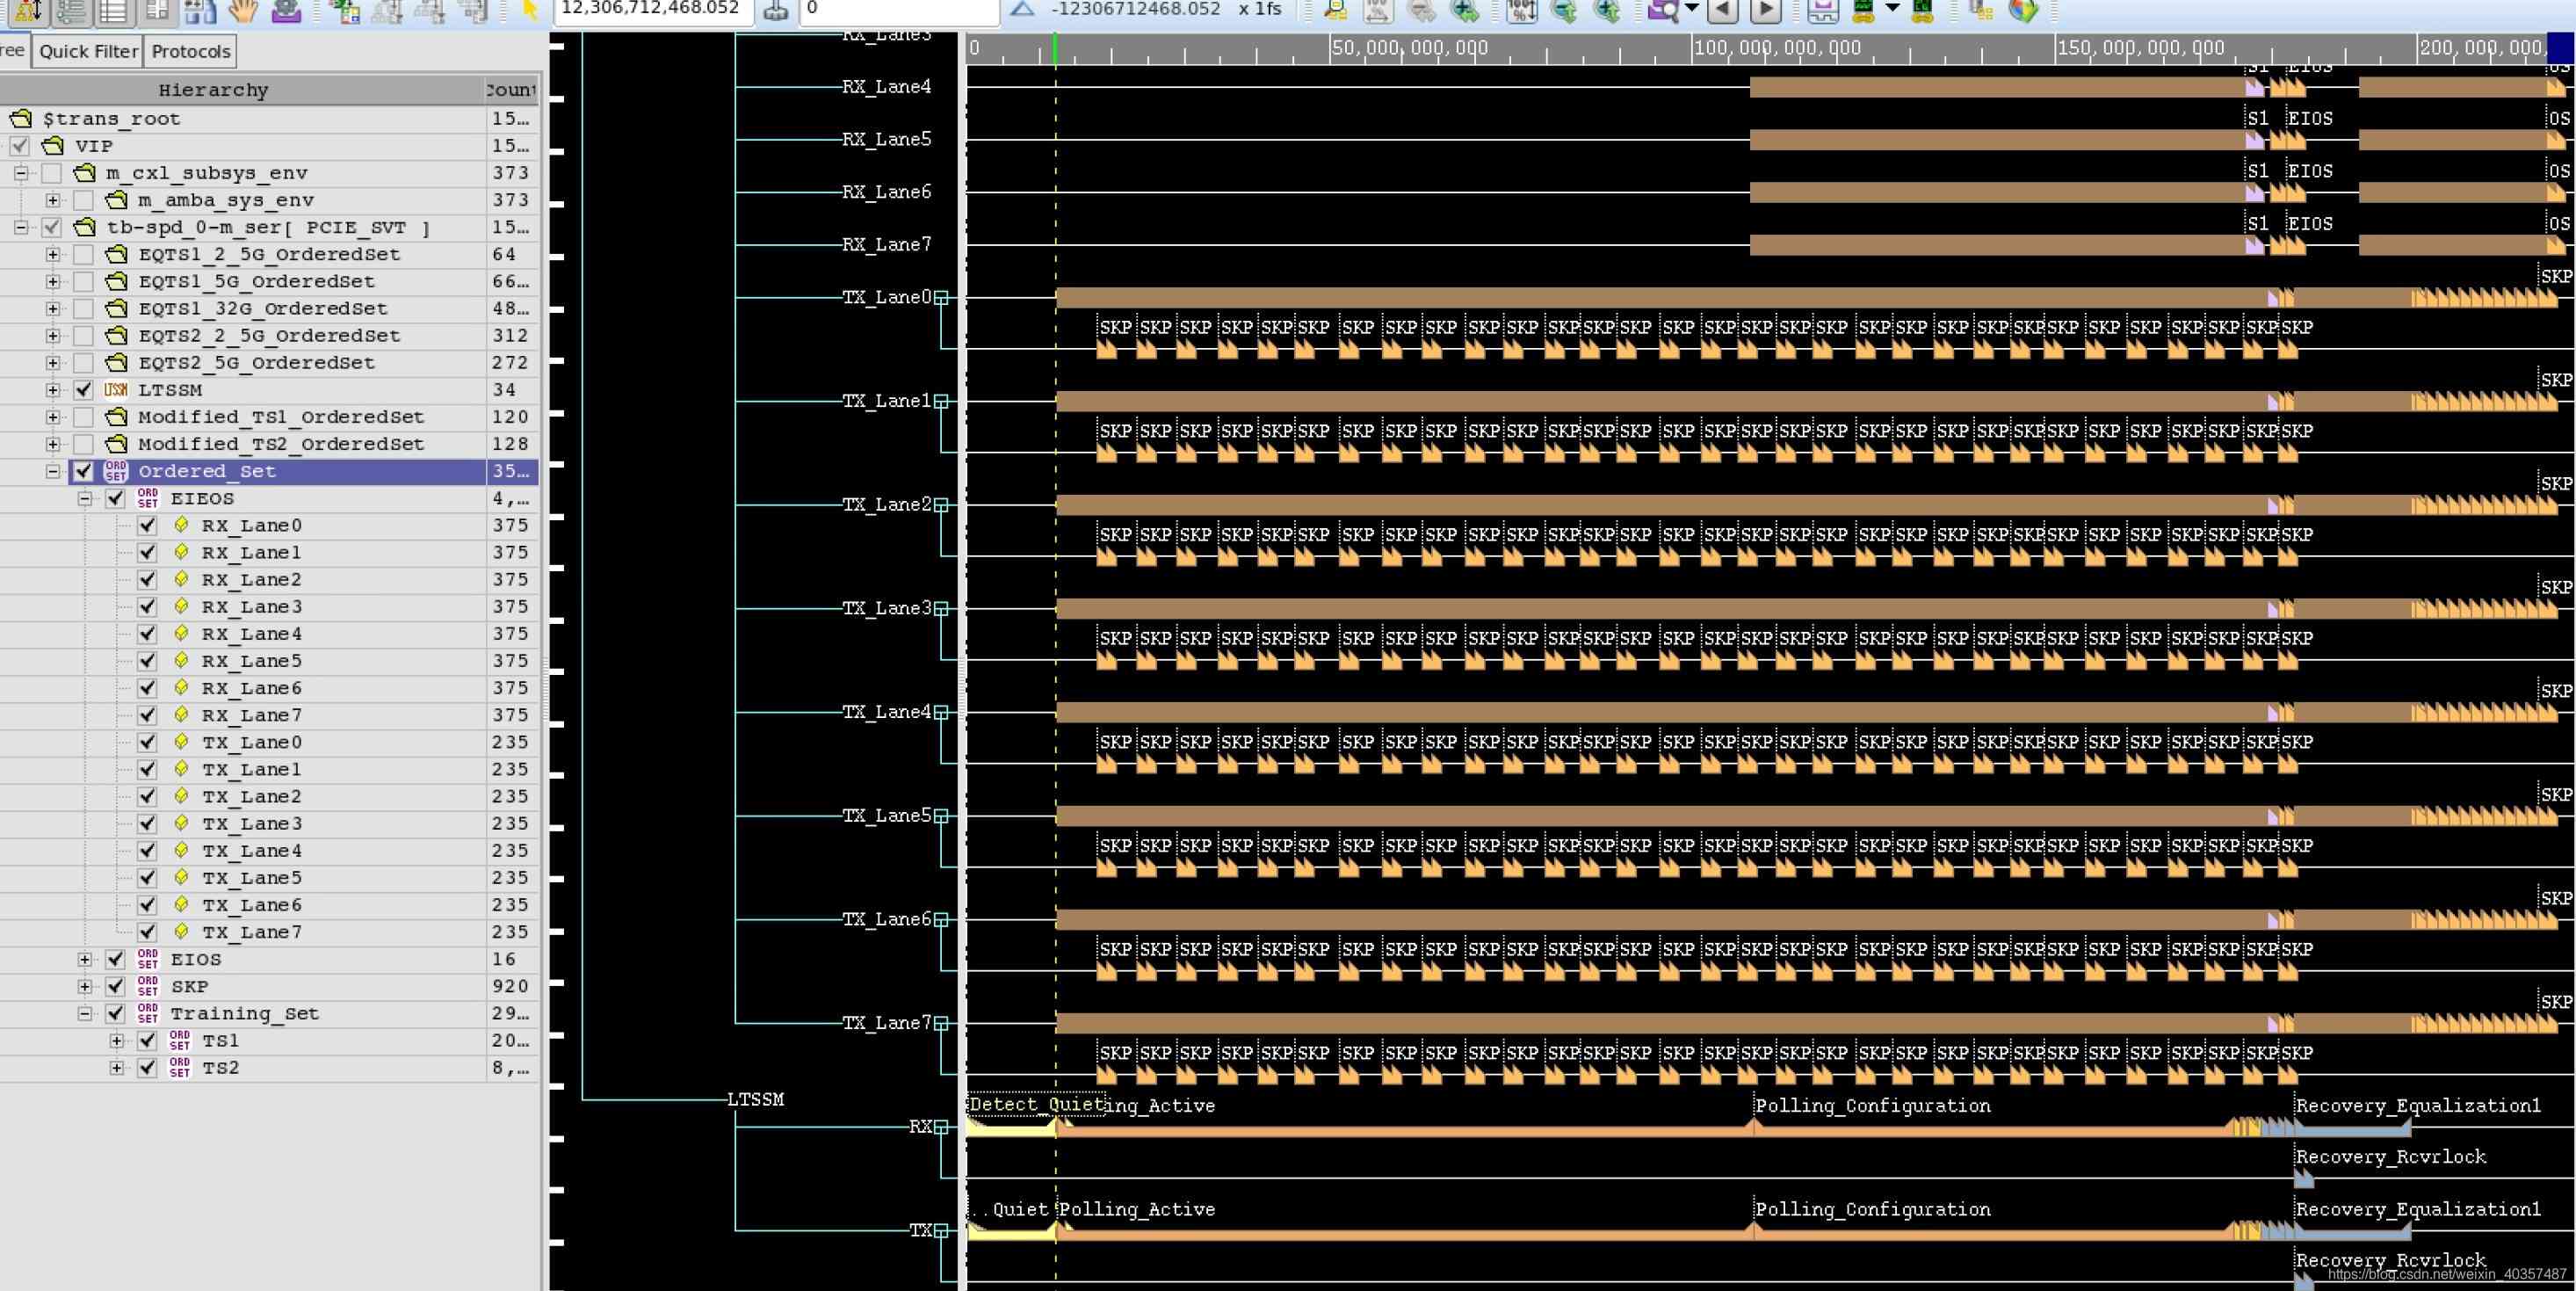 12,306,712,468.052
0
-12306712468.052 x 1fs
ree
Quick Filter
Protocols
Hierarchy
$trans_root 15...
VIP 15...
m_cxl_subsys_env 373
m_amba_sys_env 373
tb-spd_0-m_ser[ PCIE_SVT ] 15...
EQTS1_2_5G_OrderedSet 64
EQTS1_5G_OrderedSet 66...
EQTS1_32G_OrderedSet 48...
EQTS2_2_5G_OrderedSet 312
EQTS2_5G_OrderedSet 272
LTSSM LTSSM 34
Modified_TS1_OrderedSet 120
Modified_TS2_OrderedSet 128
ORD SET Ordered_Set 35...
ORD SET EIEOS 4,...
RX_Lane0 375
RX_Lane1 375
RX_Lane2 375
RX_Lane3 375
RX_Lane4 375
RX_Lane5 375
RX_Lane6 375
RX_Lane7 375
TX_Lane0 235
TX_Lane1 235
TX_Lane2 235
TX_Lane3 235
TX_Lane4 235
TX_Lane5 235
TX_Lane6 235
TX_Lane7 235
ORD SET EIOS 16
ORD SET SKP 920
ORD SET Training_Set 29...
ORD SET TS1 20...
ORD SET TS2 8,...
0 50,000,000,000 100,000,000,000 150,000,000,000 200,000,000,
RX_Lane3 S1 EIOS OS
RX_Lane4 S1 EIOS OS
RX_Lane5 S1 EIOS OS
RX_Lane6 S1 EIOS OS
RX_Lane7 SKP
TX_Lane0
SKP SKP SKP SKP SKP SKP SKP SKP SKP SKP SKP SKP SKP SKP SKP SKP SKP SKP SKP SKP SKP SKP SKP SKP SKP SKP SKP SKP SKP SKP SKP
SKP
TX_Lane1
SKP SKP SKP SKP SKP SKP SKP SKP SKP SKP SKP SKP SKP SKP SKP SKP SKP SKP SKP SKP SKP SKP SKP SKP SKP SKP SKP SKP SKP SKP SKP
SKP
TX_Lane2
SKP SKP SKP SKP SKP SKP SKP SKP SKP SKP SKP SKP SKP SKP SKP SKP SKP SKP SKP SKP SKP SKP SKP SKP SKP SKP SKP SKP SKP SKP SKP
SKP
TX_Lane3
SKP SKP SKP SKP SKP SKP SKP SKP SKP SKP SKP SKP SKP SKP SKP SKP SKP SKP SKP SKP SKP SKP SKP SKP SKP SKP SKP SKP SKP SKP SKP
SKP
TX_Lane4
SKP SKP SKP SKP SKP SKP SKP SKP SKP SKP SKP SKP SKP SKP SKP SKP SKP SKP SKP SKP SKP SKP SKP SKP SKP SKP SKP SKP SKP SKP SKP
SKP
TX_Lane5
SKP SKP SKP SKP SKP SKP SKP SKP SKP SKP SKP SKP SKP SKP SKP SKP SKP SKP SKP SKP SKP SKP SKP SKP SKP SKP SKP SKP SKP SKP SKP
SKP
TX_Lane6
SKP SKP SKP SKP SKP SKP SKP SKP SKP SKP SKP SKP SKP SKP SKP SKP SKP SKP SKP SKP SKP SKP SKP SKP SKP SKP SKP SKP SKP SKP SKP
SKP
TX_Lane7
SKP SKP SKP SKP SKP SKP SKP SKP SKP SKP SKP SKP SKP SKP SKP SKP SKP SKP SKP SKP SKP SKP SKP SKP SKP SKP SKP SKP SKP SKP SKP
LTSSM
Detect_Quiet ing_Active Polling_Configuration Recovery_Equalization1
RX
Recovery_Rcvrlock
..Quiet Polling_Active Polling_Configuration Recovery_Equalization1
TX
Recovery_Rcvrlock
https://blog.csdn.net/weixin_40357487